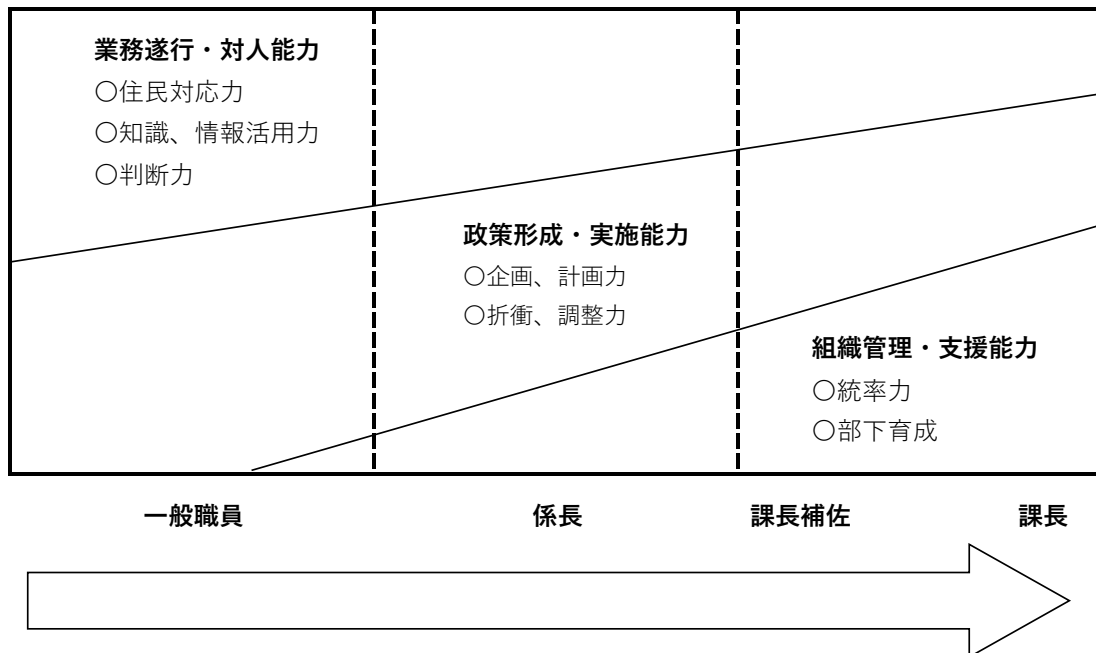 業務遂行・対人能力
○住民対応力
○知識、情報活用力
○判断力
政策形成・実施能力
○企画、計画力
○折衝、調整力
組織管理・支援能力
○統率力
○部下育成
一般職員 係長 課長補佐 課長